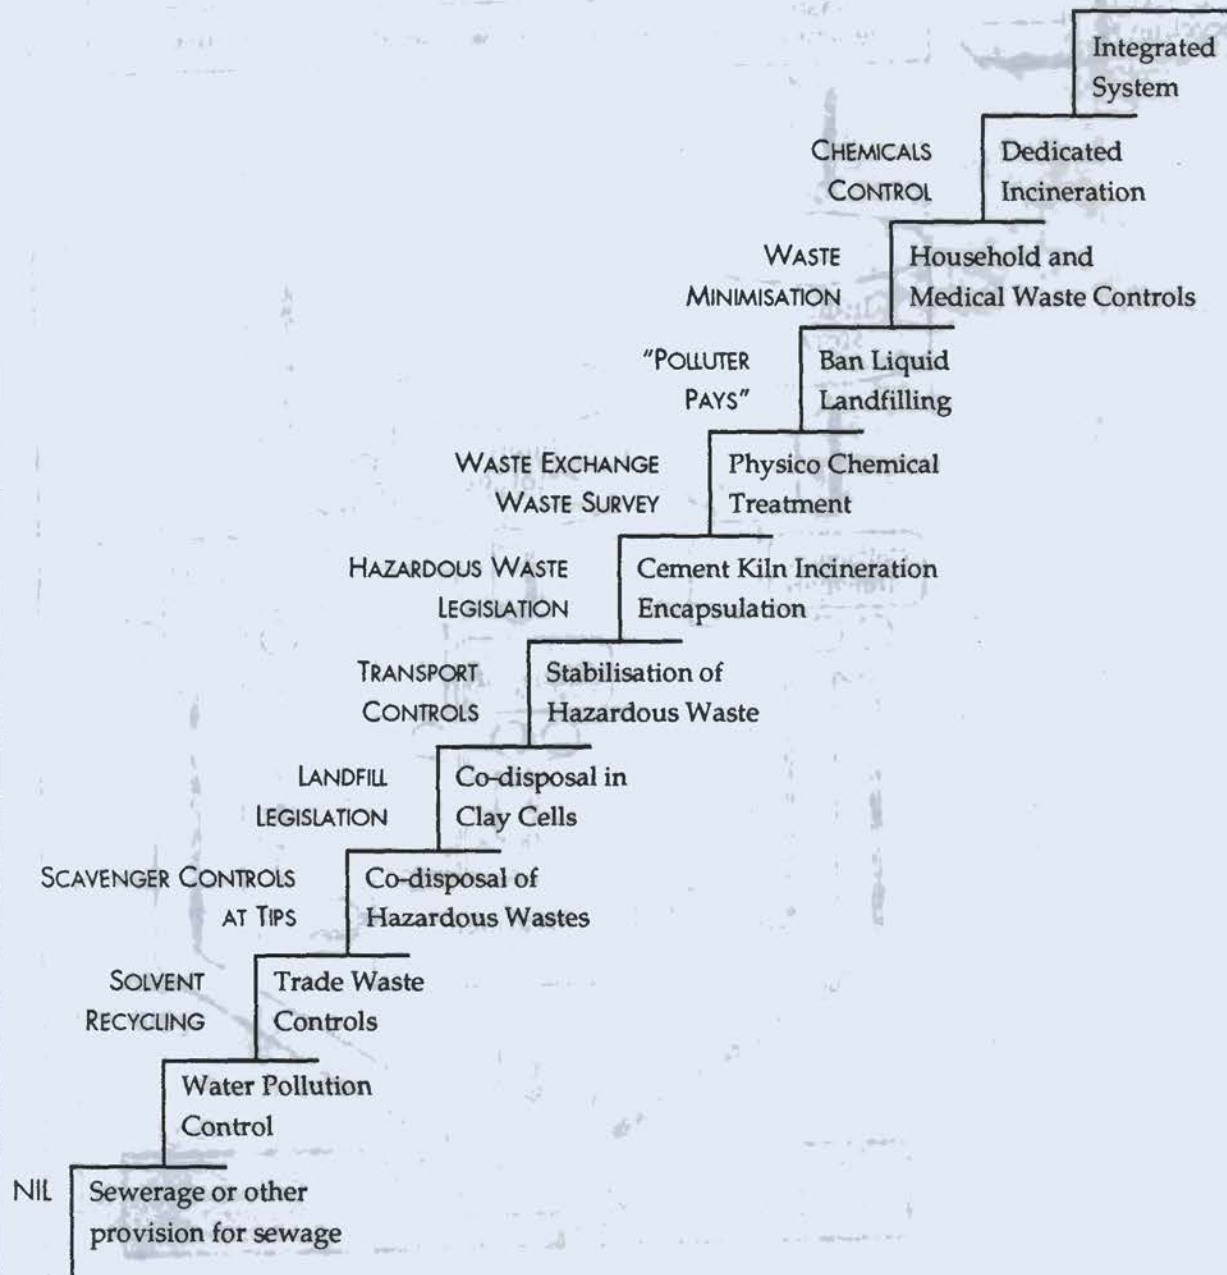 Integrated
System
CHEMICALS
CONTROL
Dedicated
Incineration
WASTE
MINIMISATION
Household and
Medical Waste Controls
"POLLUTER
PAYS"
Ban Liquid
Landfilling
WASTE EXCHANGE
WASTE SURVEY
Physico Chemical
Treatment
HAZARDOUS WASTE
LEGISLATION
Cement Kiln Incineration
Encapsulation
TRANSPORT
CONTROLS
Stabilisation of
Hazardous Waste
LANDFILL
LEGISLATION
Co-disposal in
Clay Cells
SCAVENGER CONTROLS
AT TIPS
Co-disposal of
Hazardous Wastes
SOLVENT
RECYCLING
Trade Waste
Controls
Water Pollution
Control
NIL
Sewerage or other
provision for sewage